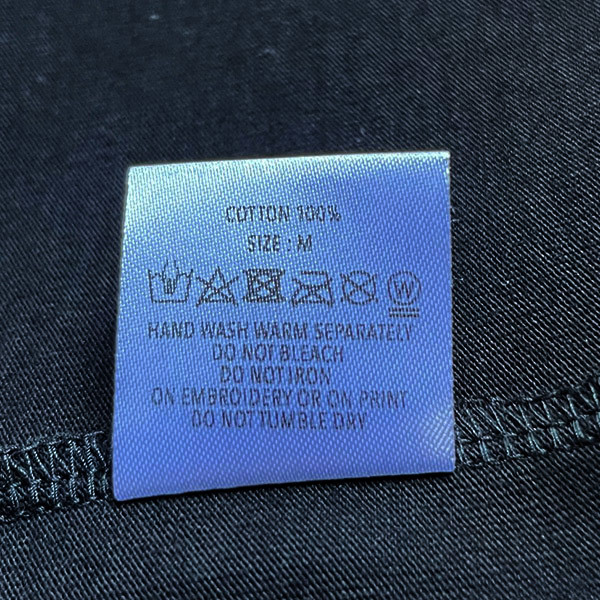 COTTON 100%
SIZE : M
W
HAND WASH WARM SEPARATELY
DO NOT BLEACH
DO NOT IRON
ON EMBROIDERY OR ON PRINT
DO NOT TUMBLE DRY